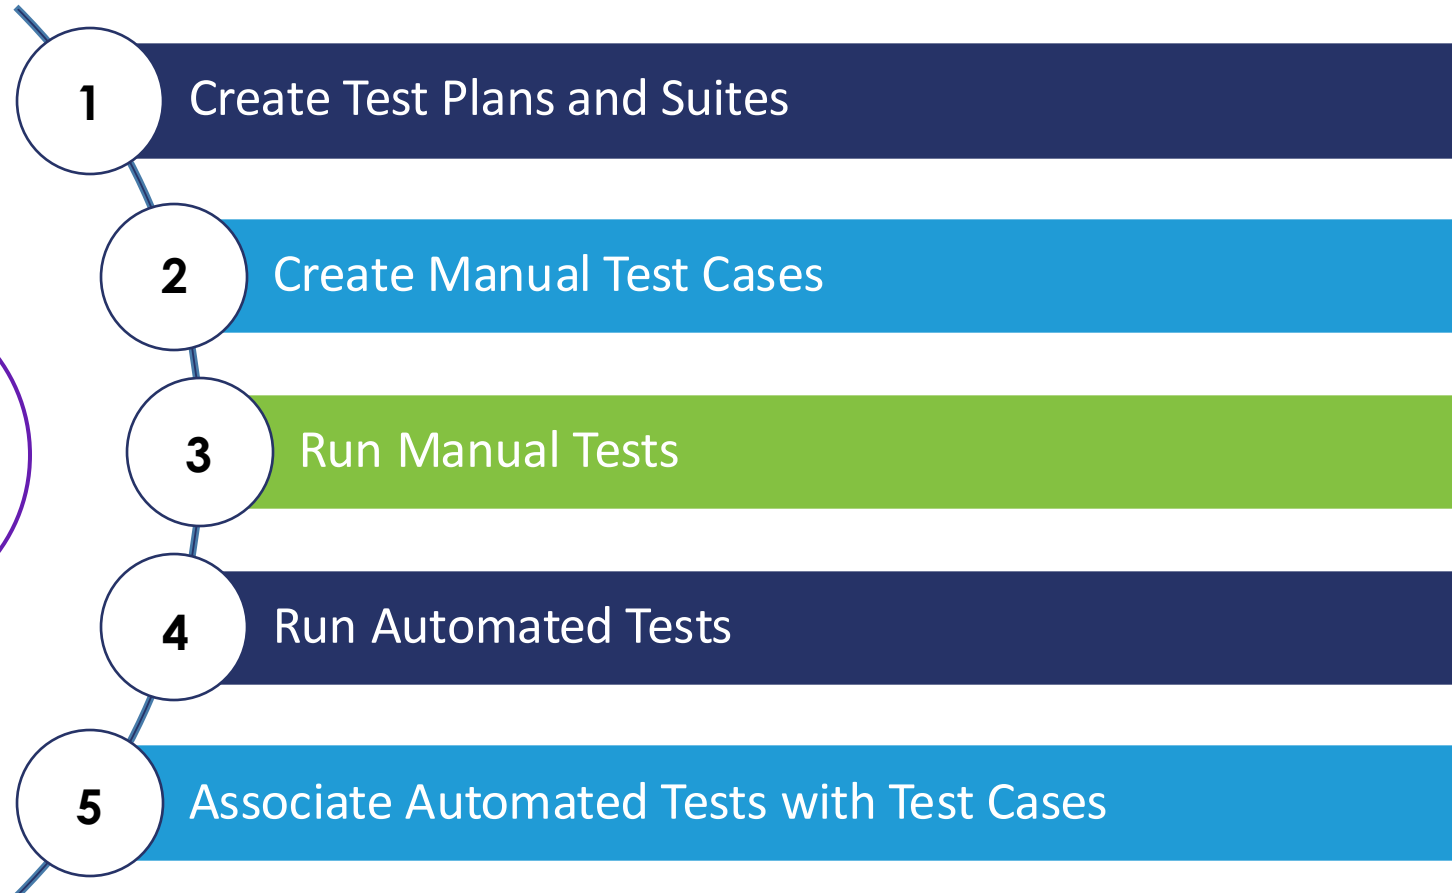 1 Create Test Plans and Suites
2 Create Manual Test Cases
3 Run Manual Tests
4 Run Automated Tests
5 Associate Automated Tests with Test Cases